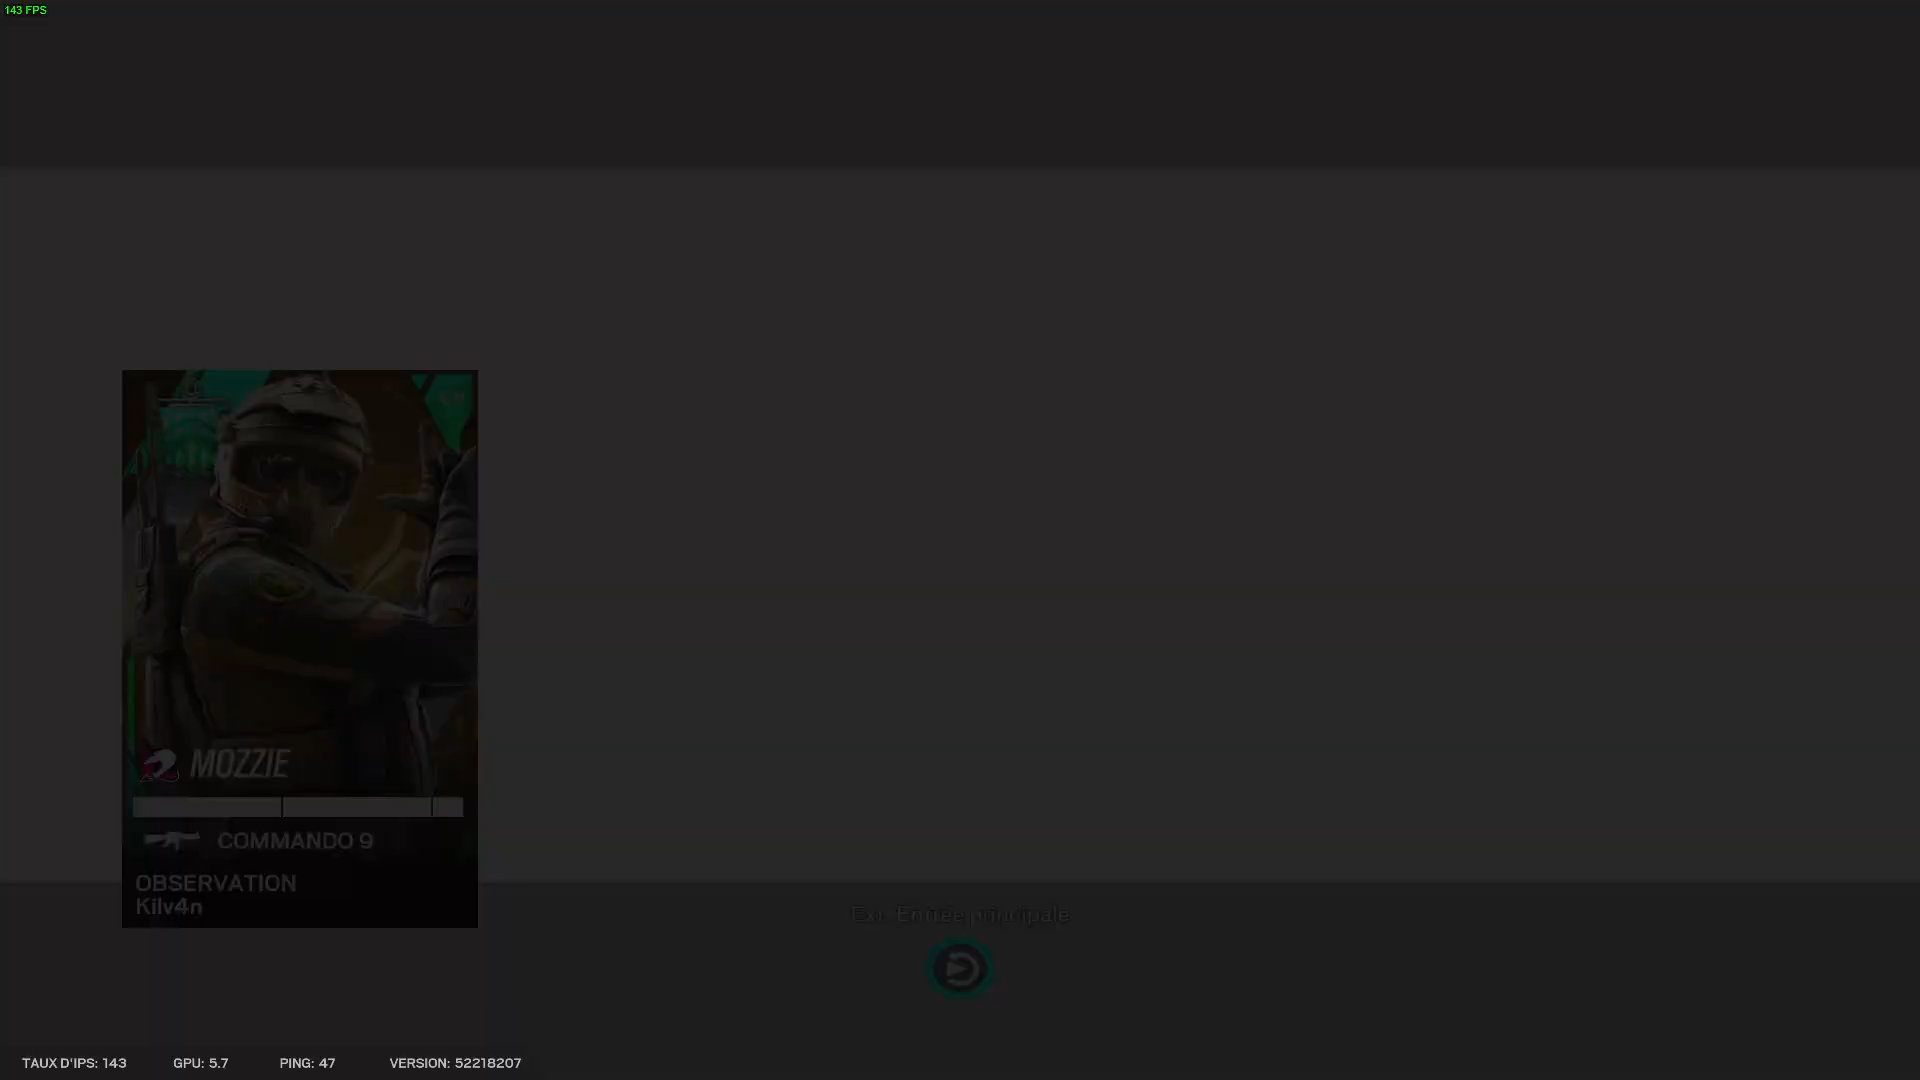 143 FPS
MOZZIE
COMMANDO 9
OBSERVATION
Kilv4n
Ext. Entrée principale
TAUX D'IPS: 143 GPU: 5.7 PING: 47 VERSION: 52218207